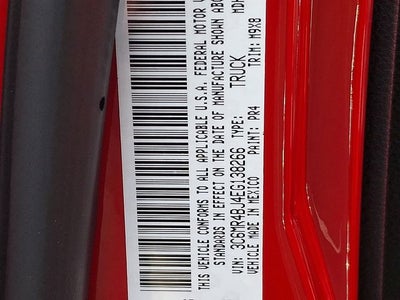 THIS VEHICLE CONFORMS TO ALL APPLICABLE U.S.A. FEDERAL MOTOR
STANDARDS IN EFFECT ON THE DATE OF MANUFACTURE SHOWN ABO
VIN: 3C6MR4BJ4EG138266 TYPE: TRUCK
VEHICLE MADE IN MEXICO PAINT: PR4 TRIM: M9X8